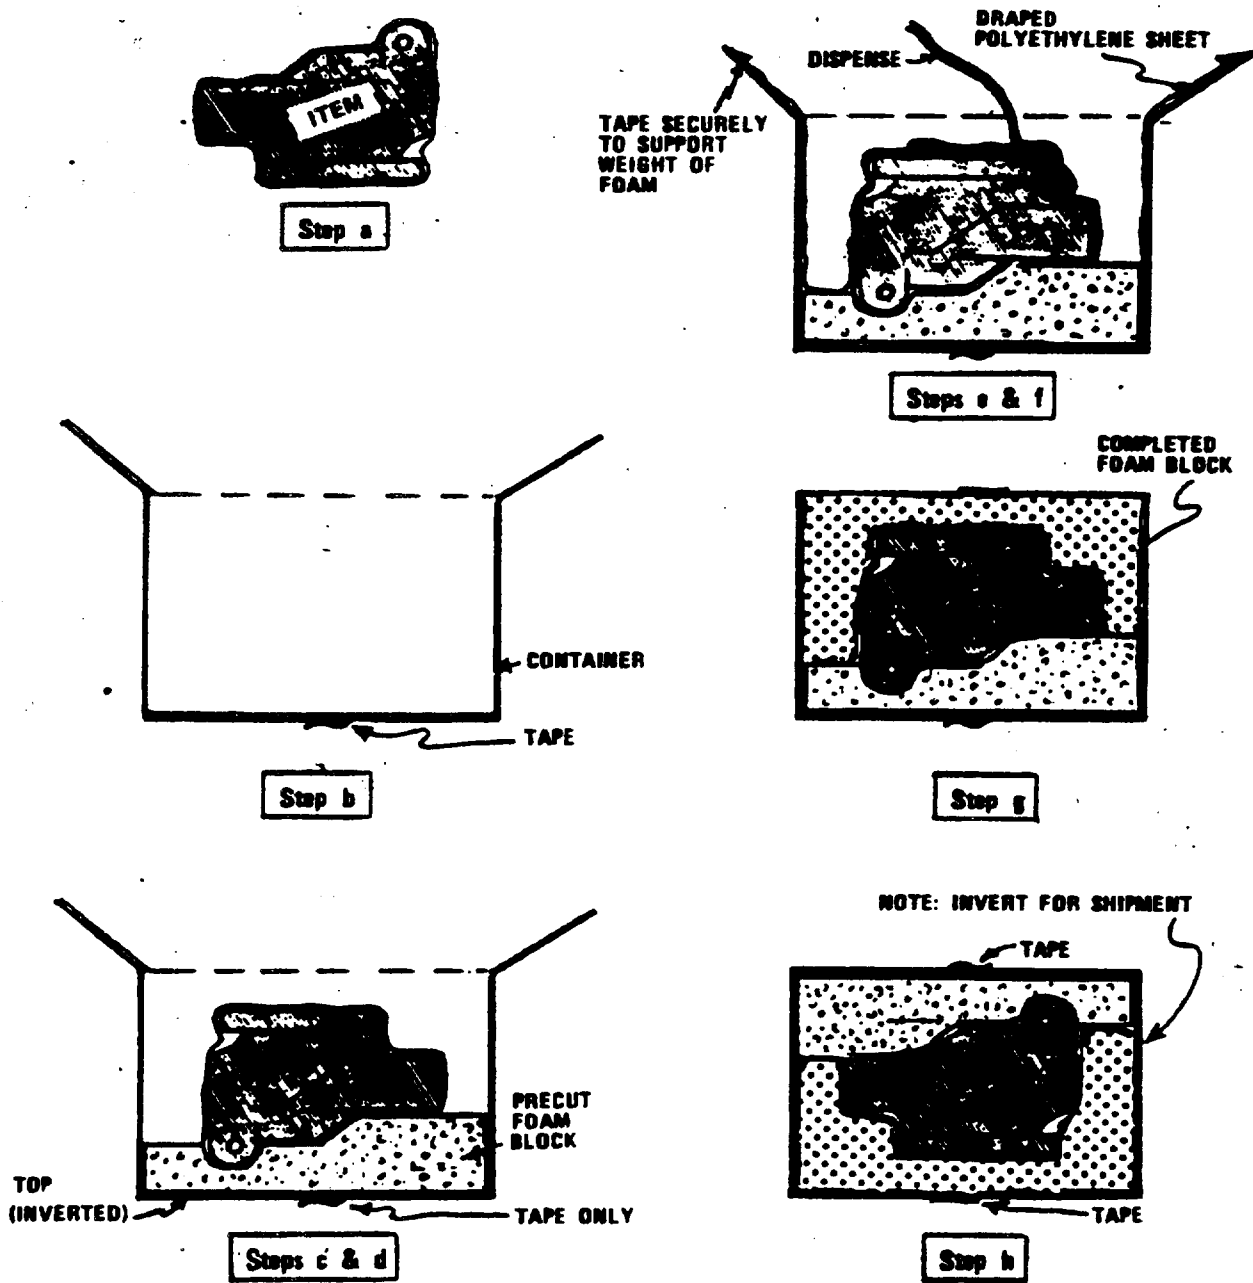 ITEM
Step a
CONTAINER
TAPE
Step b
PRECUT
FOAM
BLOCK
TOP
(INVERTED)
TAPE ONLY
Steps c & d
DRAPED
POLYETHYLENE SHEET
DISPENSE
TAPE SECURELY
TO SUPPORT
WEIGHT OF
FOAM
Steps e & f
COMPLETED
FOAM BLOCK
Step g
NOTE: INVERT FOR SHIPMENT
TAPE
TAPE
Step h